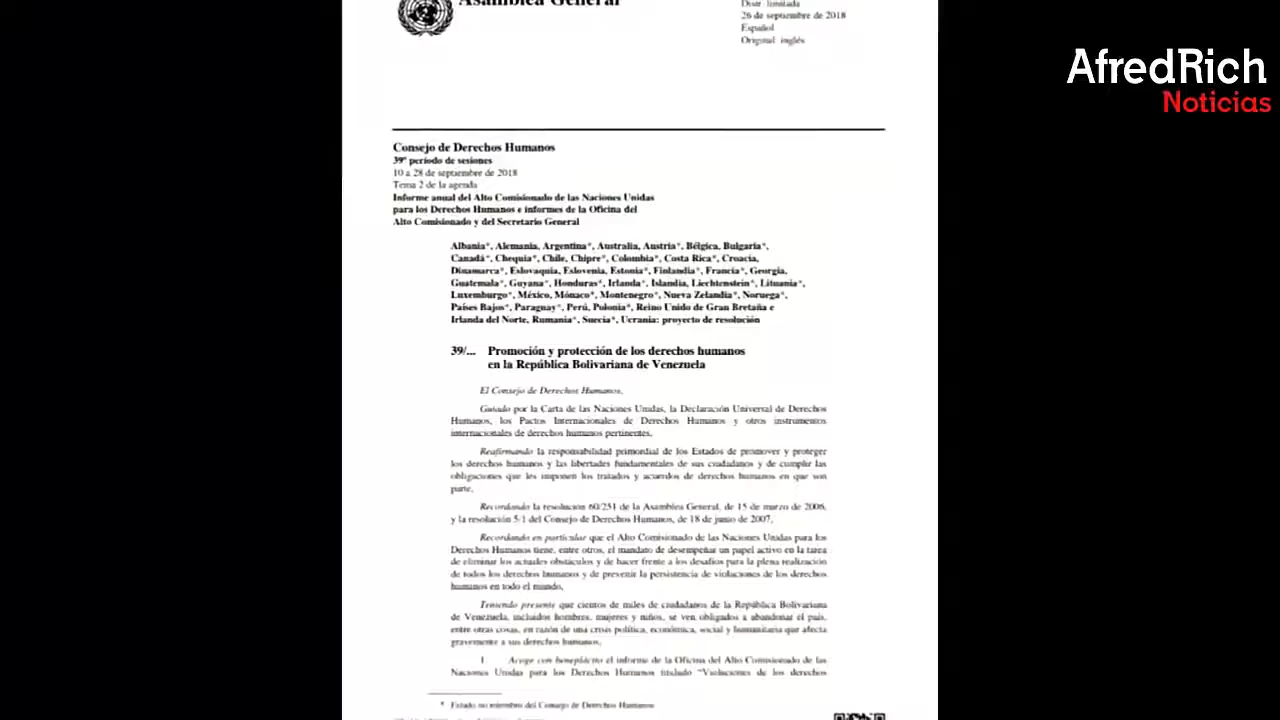 Asamblea General
Distr. limitada
26 de septiembre de 2018
Español
Original: inglés
AfredRich
Noticias
Consejo de Derechos Humanos
39º período de sesiones
10 a 28 de septiembre de 2018
Tema 2 de la agenda
Informe anual del Alto Comisionado de las Naciones Unidas
para los Derechos Humanos e informes de la Oficina del
Alto Comisionado y del Secretario General
Albania*, Alemania, Argentina*, Australia, Austria*, Bélgica, Bulgaria*,
Canadá*, Chequia*, Chile, Chipre*, Colombia*, Costa Rica*, Croacia,
Dinamarca*, Eslovaquia, Eslovenia, Estonia*, Finlandia*, Francia*, Georgia,
Guatemala*, Guyana*, Honduras*, Irlanda*, Islandia, Liechtenstein*, Lituania*,
Luxemburgo*, México, Mónaco*, Montenegro*, Nueva Zelandia*, Noruega*,
Países Bajos*, Paraguay*, Perú, Polonia*, Reino Unido de Gran Bretaña e
Irlanda del Norte, Rumania*, Suecia*, Ucrania: proyecto de resolución
39/... Promoción y protección de los derechos humanos
en la República Bolivariana de Venezuela
El Consejo de Derechos Humanos,
Guiado por la Carta de las Naciones Unidas, la Declaración Universal de Derechos
Humanos, los Pactos Internacionales de Derechos Humanos y otros instrumentos
internacionales de derechos humanos pertinentes,
Reafirmando la responsabilidad primordial de los Estados de promover y proteger
los derechos humanos y las libertades fundamentales de sus ciudadanos y de cumplir las
obligaciones que les imponen los tratados y acuerdos de derechos humanos en que son
parte,
Recordando la resolución 60/251 de la Asamblea General, de 15 de marzo de 2006,
y la resolución 5/1 del Consejo de Derechos Humanos, de 18 de junio de 2007,
Recordando en particular que el Alto Comisionado de las Naciones Unidas para los
Derechos Humanos tiene, entre otros, el mandato de desempeñar un papel activo en la tarea
de eliminar los actuales obstáculos y de hacer frente a los desafíos para la plena realización
de todos los derechos humanos y de prevenir la persistencia de violaciones de los derechos
humanos en todo el mundo,
Teniendo presente que cientos de miles de ciudadanos de la República Bolivariana
de Venezuela, incluidos hombres, mujeres y niños, se ven obligados a abandonar el país,
entre otras cosas, en razón de una crisis política, económica, social y humanitaria que afecta
gravemente a sus derechos humanos,
1. Acoge con beneplácito el informe de la Oficina del Alto Comisionado de las
Naciones Unidas para los Derechos Humanos titulado "Violaciones de los derechos
* Estado no miembro del Consejo de Derechos Humanos